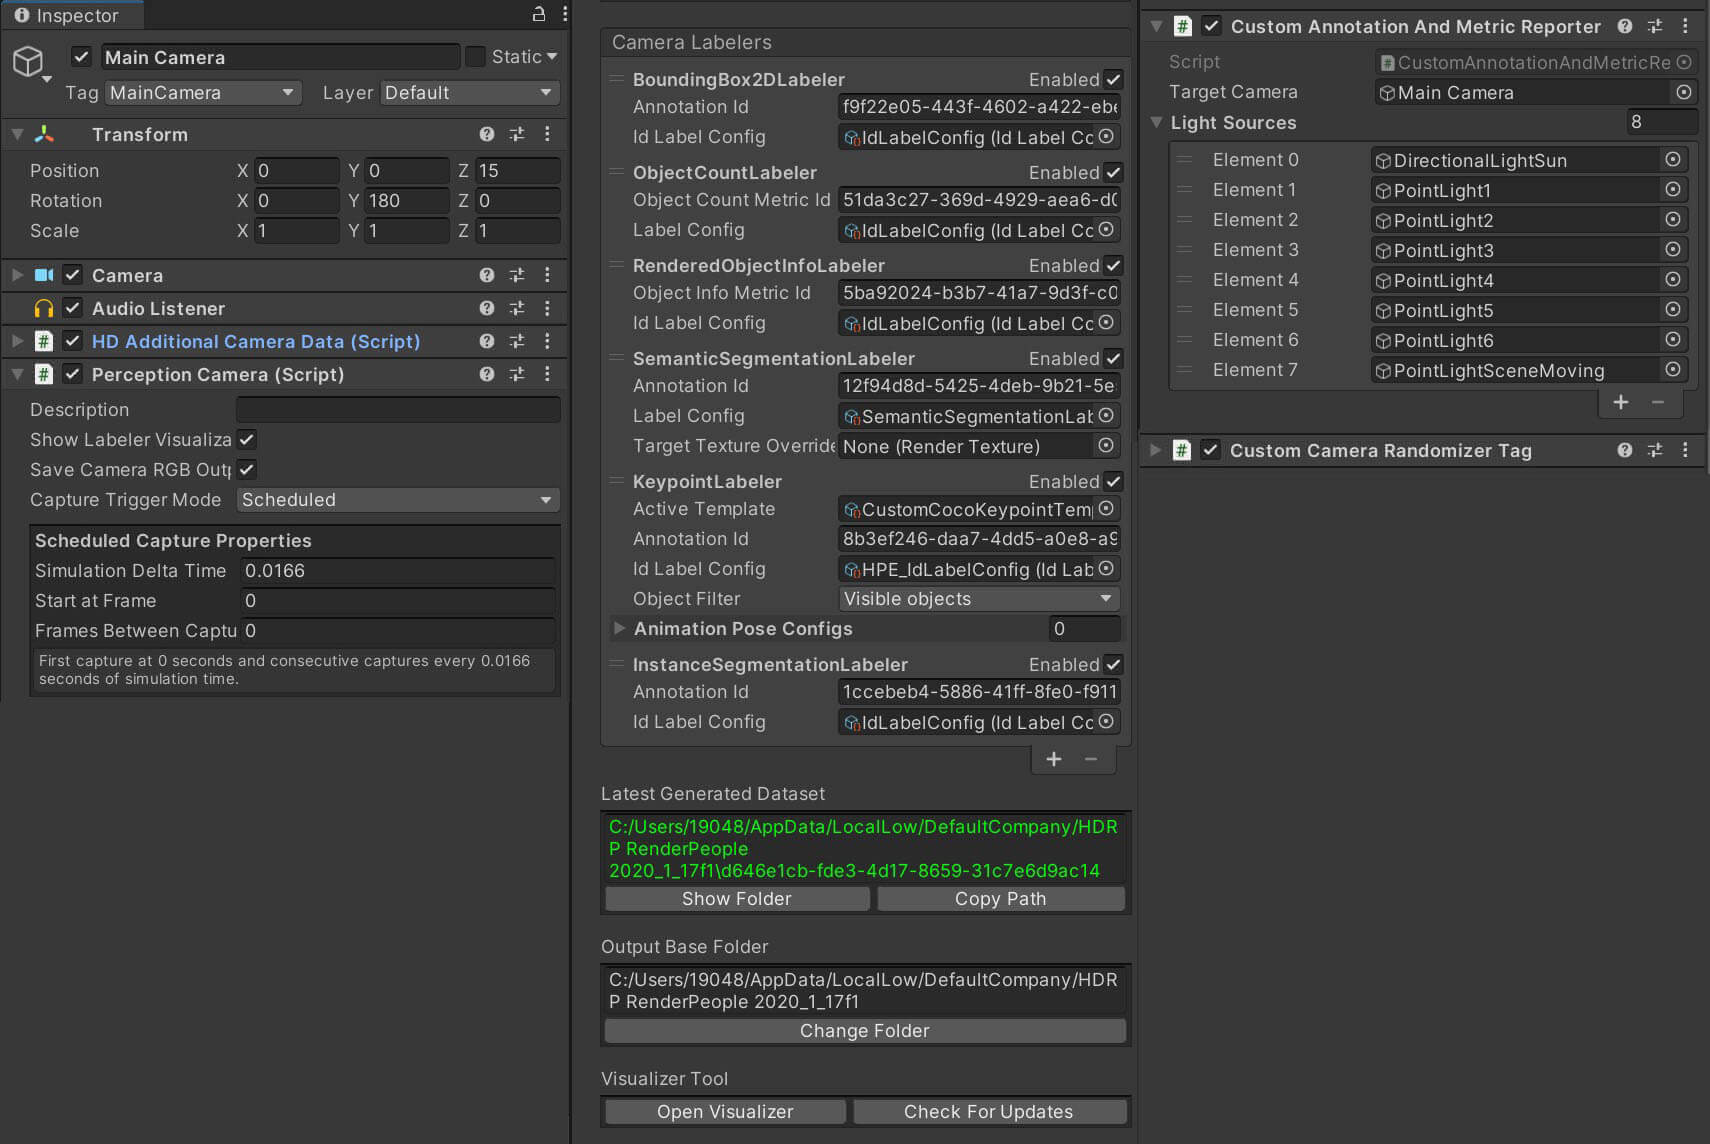 Inspector
Main Camera
Static
Tag MainCamera Layer Default
Transform
Position X 0 Y 0 Z 15
Rotation X 0 Y 180 Z 0
Scale X 1 Y 1 Z 1
Camera
Audio Listener
HD Additional Camera Data (Script)
Perception Camera (Script)
Description
Show Labeler Visualiza
Save Camera RGB Outp
Capture Trigger Mode Scheduled
Scheduled Capture Properties
Simulation Delta Time 0.0166
Start at Frame 0
Frames Between Captu 0
First capture at 0 seconds and consecutive captures every 0.0166
seconds of simulation time.
Camera Labelers
BoundingBox2DLabeler Enabled
Annotation Id f9f22e05-443f-4602-a422-ebe
Id Label Config IdLabelConfig (Id Label Co
ObjectCountLabeler Enabled
Object Count Metric Id 51da3c27-369d-4929-aea6-d0
Label Config IdLabelConfig (Id Label Co
RenderedObjectInfoLabeler Enabled
Object Info Metric Id 5ba92024-b3b7-41a7-9d3f-c0
Id Label Config IdLabelConfig (Id Label Co
SemanticSegmentationLabeler Enabled
Annotation Id 12f94d8d-5425-4deb-9b21-5e
Label Config SemanticSegmentationLab
Target Texture Override None (Render Texture)
KeypointLabeler Enabled
Active Template CustomCocoKeypointTemp
Annotation Id 8b3ef246-daa7-4dd5-a0e8-a9
Id Label Config HPE_IdLabelConfig (Id Lab
Object Filter Visible objects
Animation Pose Configs 0
InstanceSegmentationLabeler Enabled
Annotation Id 1ccebeb4-5886-41ff-8fe0-f911
Id Label Config IdLabelConfig (Id Label Co
+ −
Latest Generated Dataset
C:/Users/19048/AppData/LocalLow/DefaultCompany/HDR
P RenderPeople
2020_1_17f1\d646e1cb-fde3-4d17-8659-31c7e6d9ac14
Show Folder Copy Path
Output Base Folder
C:/Users/19048/AppData/LocalLow/DefaultCompany/HDR
P RenderPeople 2020_1_17f1
Change Folder
Visualizer Tool
Open Visualizer Check For Updates
# Custom Annotation And Metric Reporter
Script CustomAnnotationAndMetricRe
Target Camera Main Camera
Light Sources 8
Element 0 DirectionalLightSun
Element 1 PointLight1
Element 2 PointLight2
Element 3 PointLight3
Element 4 PointLight4
Element 5 PointLight5
Element 6 PointLight6
Element 7 PointLightSceneMoving
+ −
# Custom Camera Randomizer Tag